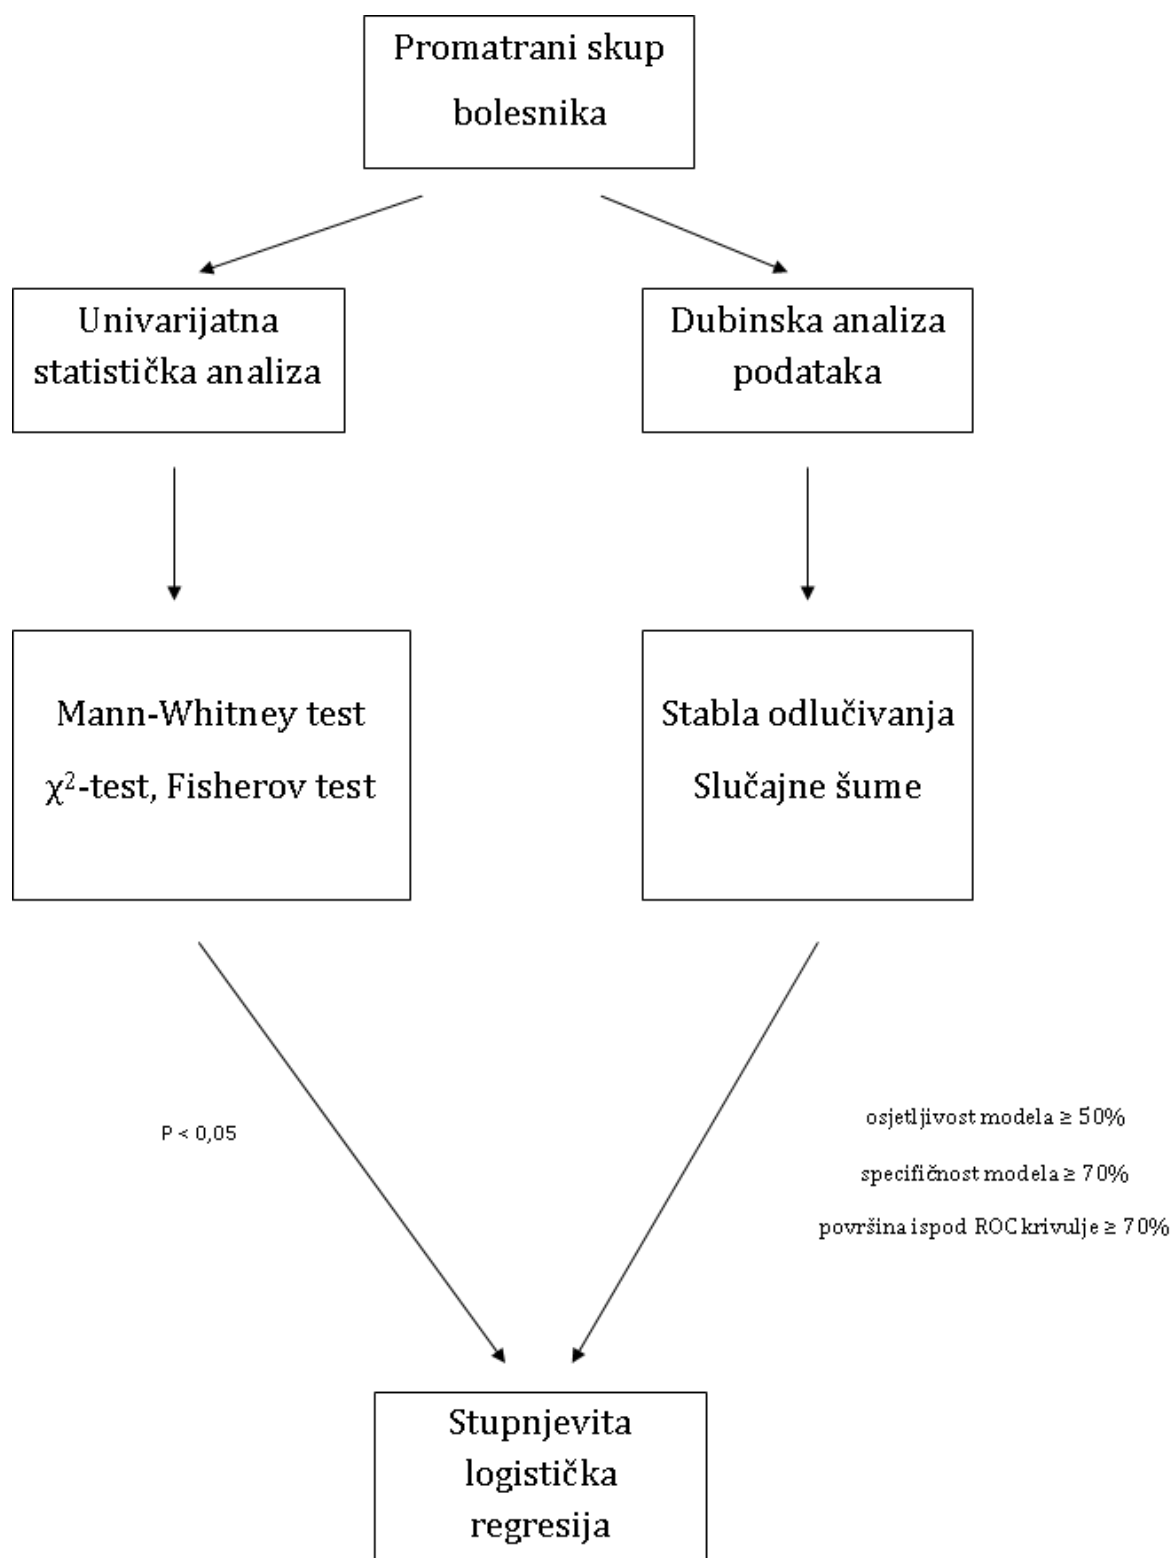 Promatrani skup
bolesnika
Univarijatna
statistička analiza
Dubinska analiza
podataka
Mann-Whitney test
χ²-test, Fisherov test
Stabla odlučivanja
Slučajne šume
P < 0,05
osjetljivost modela ≥ 50%
specifičnost modela ≥ 70%
površina ispod ROC krivulje ≥ 70%
Stupnjevita
logistička
regresija